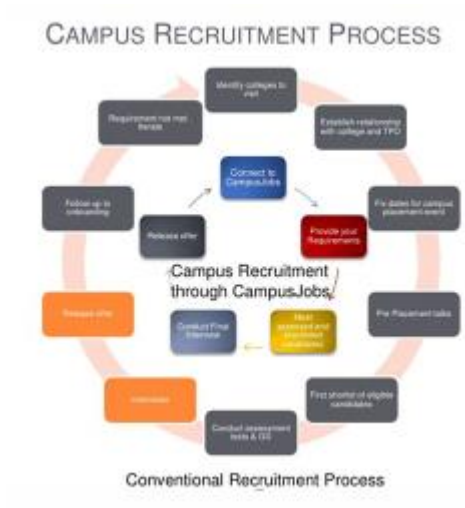 CAMPUS RECRUITMENT PROCESS
Identify colleges to
visit
Establish relationship
with college and TPO
Fix dates for campus
placement event
Pre Placement talks
First shortlist of eligible
candidates
Conduct assessment
tests & GD
Interviews
Release offer
Follow up to
onboarding
Requirement not met
Iterate
Connect to
CampusJobs
Provide your
Requirements
assessed and
candidates
Conduct Final
Interview
Release offer
Campus Recruitment
through CampusJobs
Conventional Recruitment Process